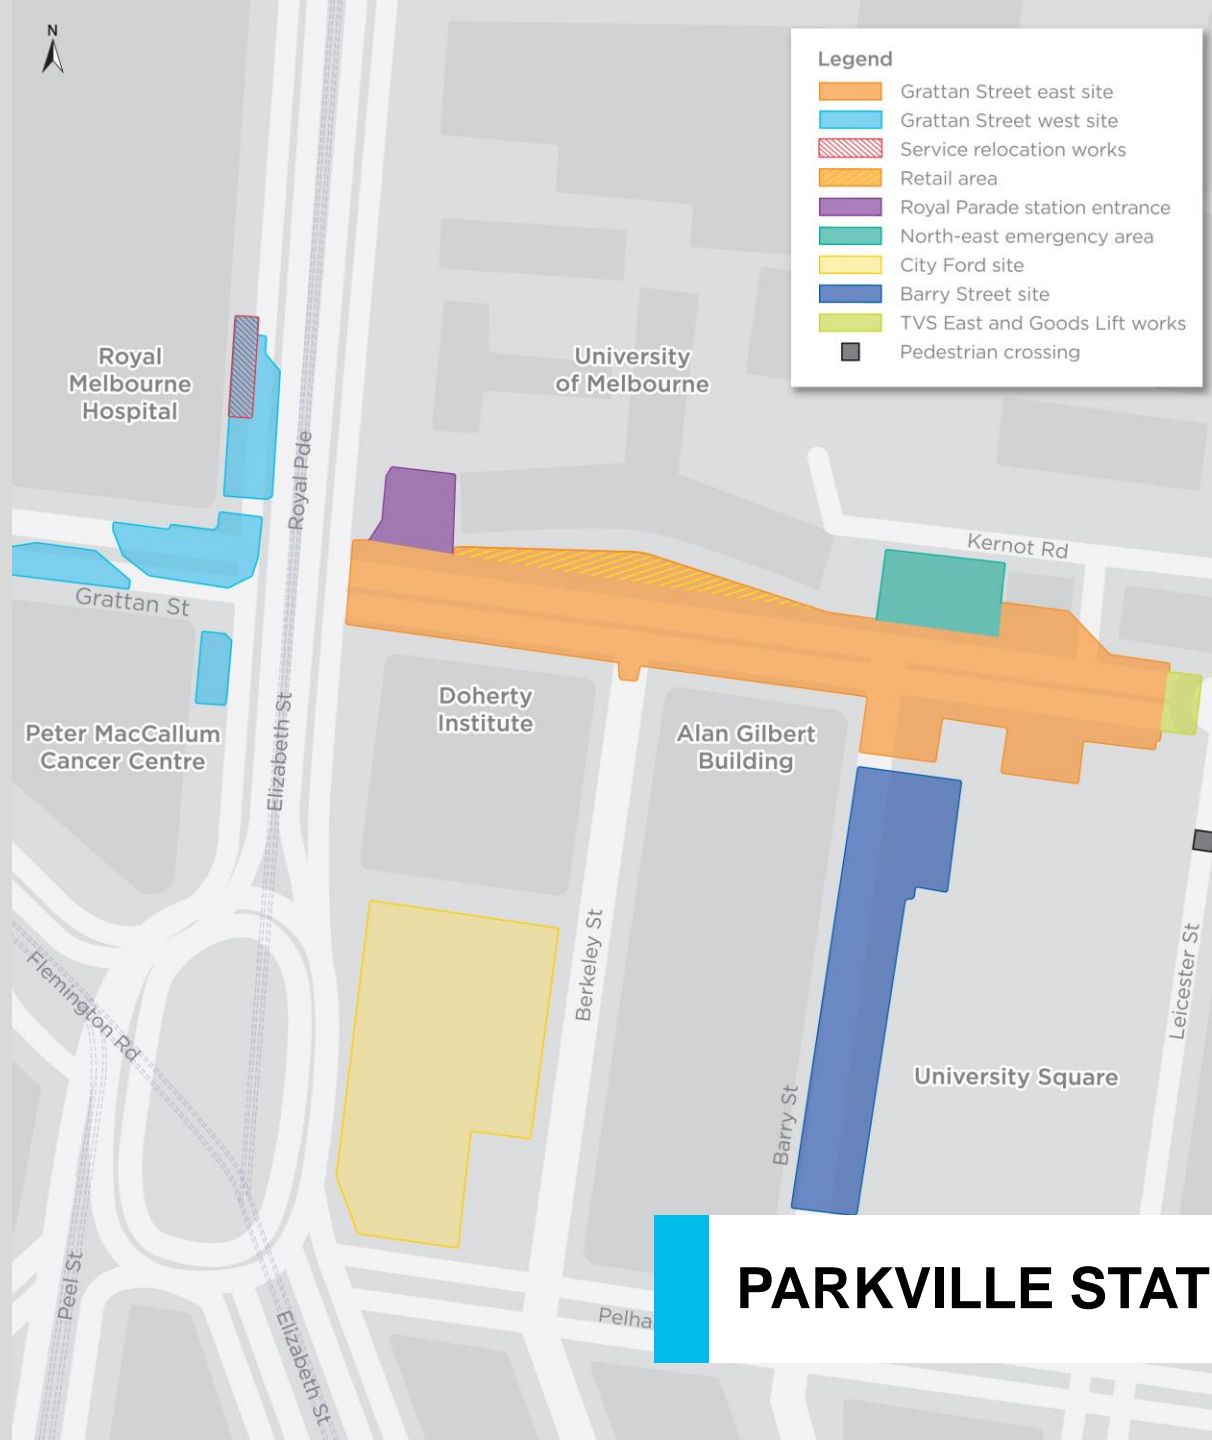 N
Legend
Grattan Street east site
Grattan Street west site
Service relocation works
Retail area
Royal Parade station entrance
North-east emergency area
City Ford site
Barry Street site
TVS East and Goods Lift works
Pedestrian crossing
Royal
Melbourne
Hospital
University
of Melbourne
Royal Pde
Kernot Rd
Grattan St
Doherty
Institute
Alan Gilbert
Building
Peter MacCallum
Cancer Centre
Elizabeth St
Berkeley St
Leicester St
Flemington Rd
University Square
Barry St
Peel St
Elizabeth St
Pelha
PARKVILLE STAT